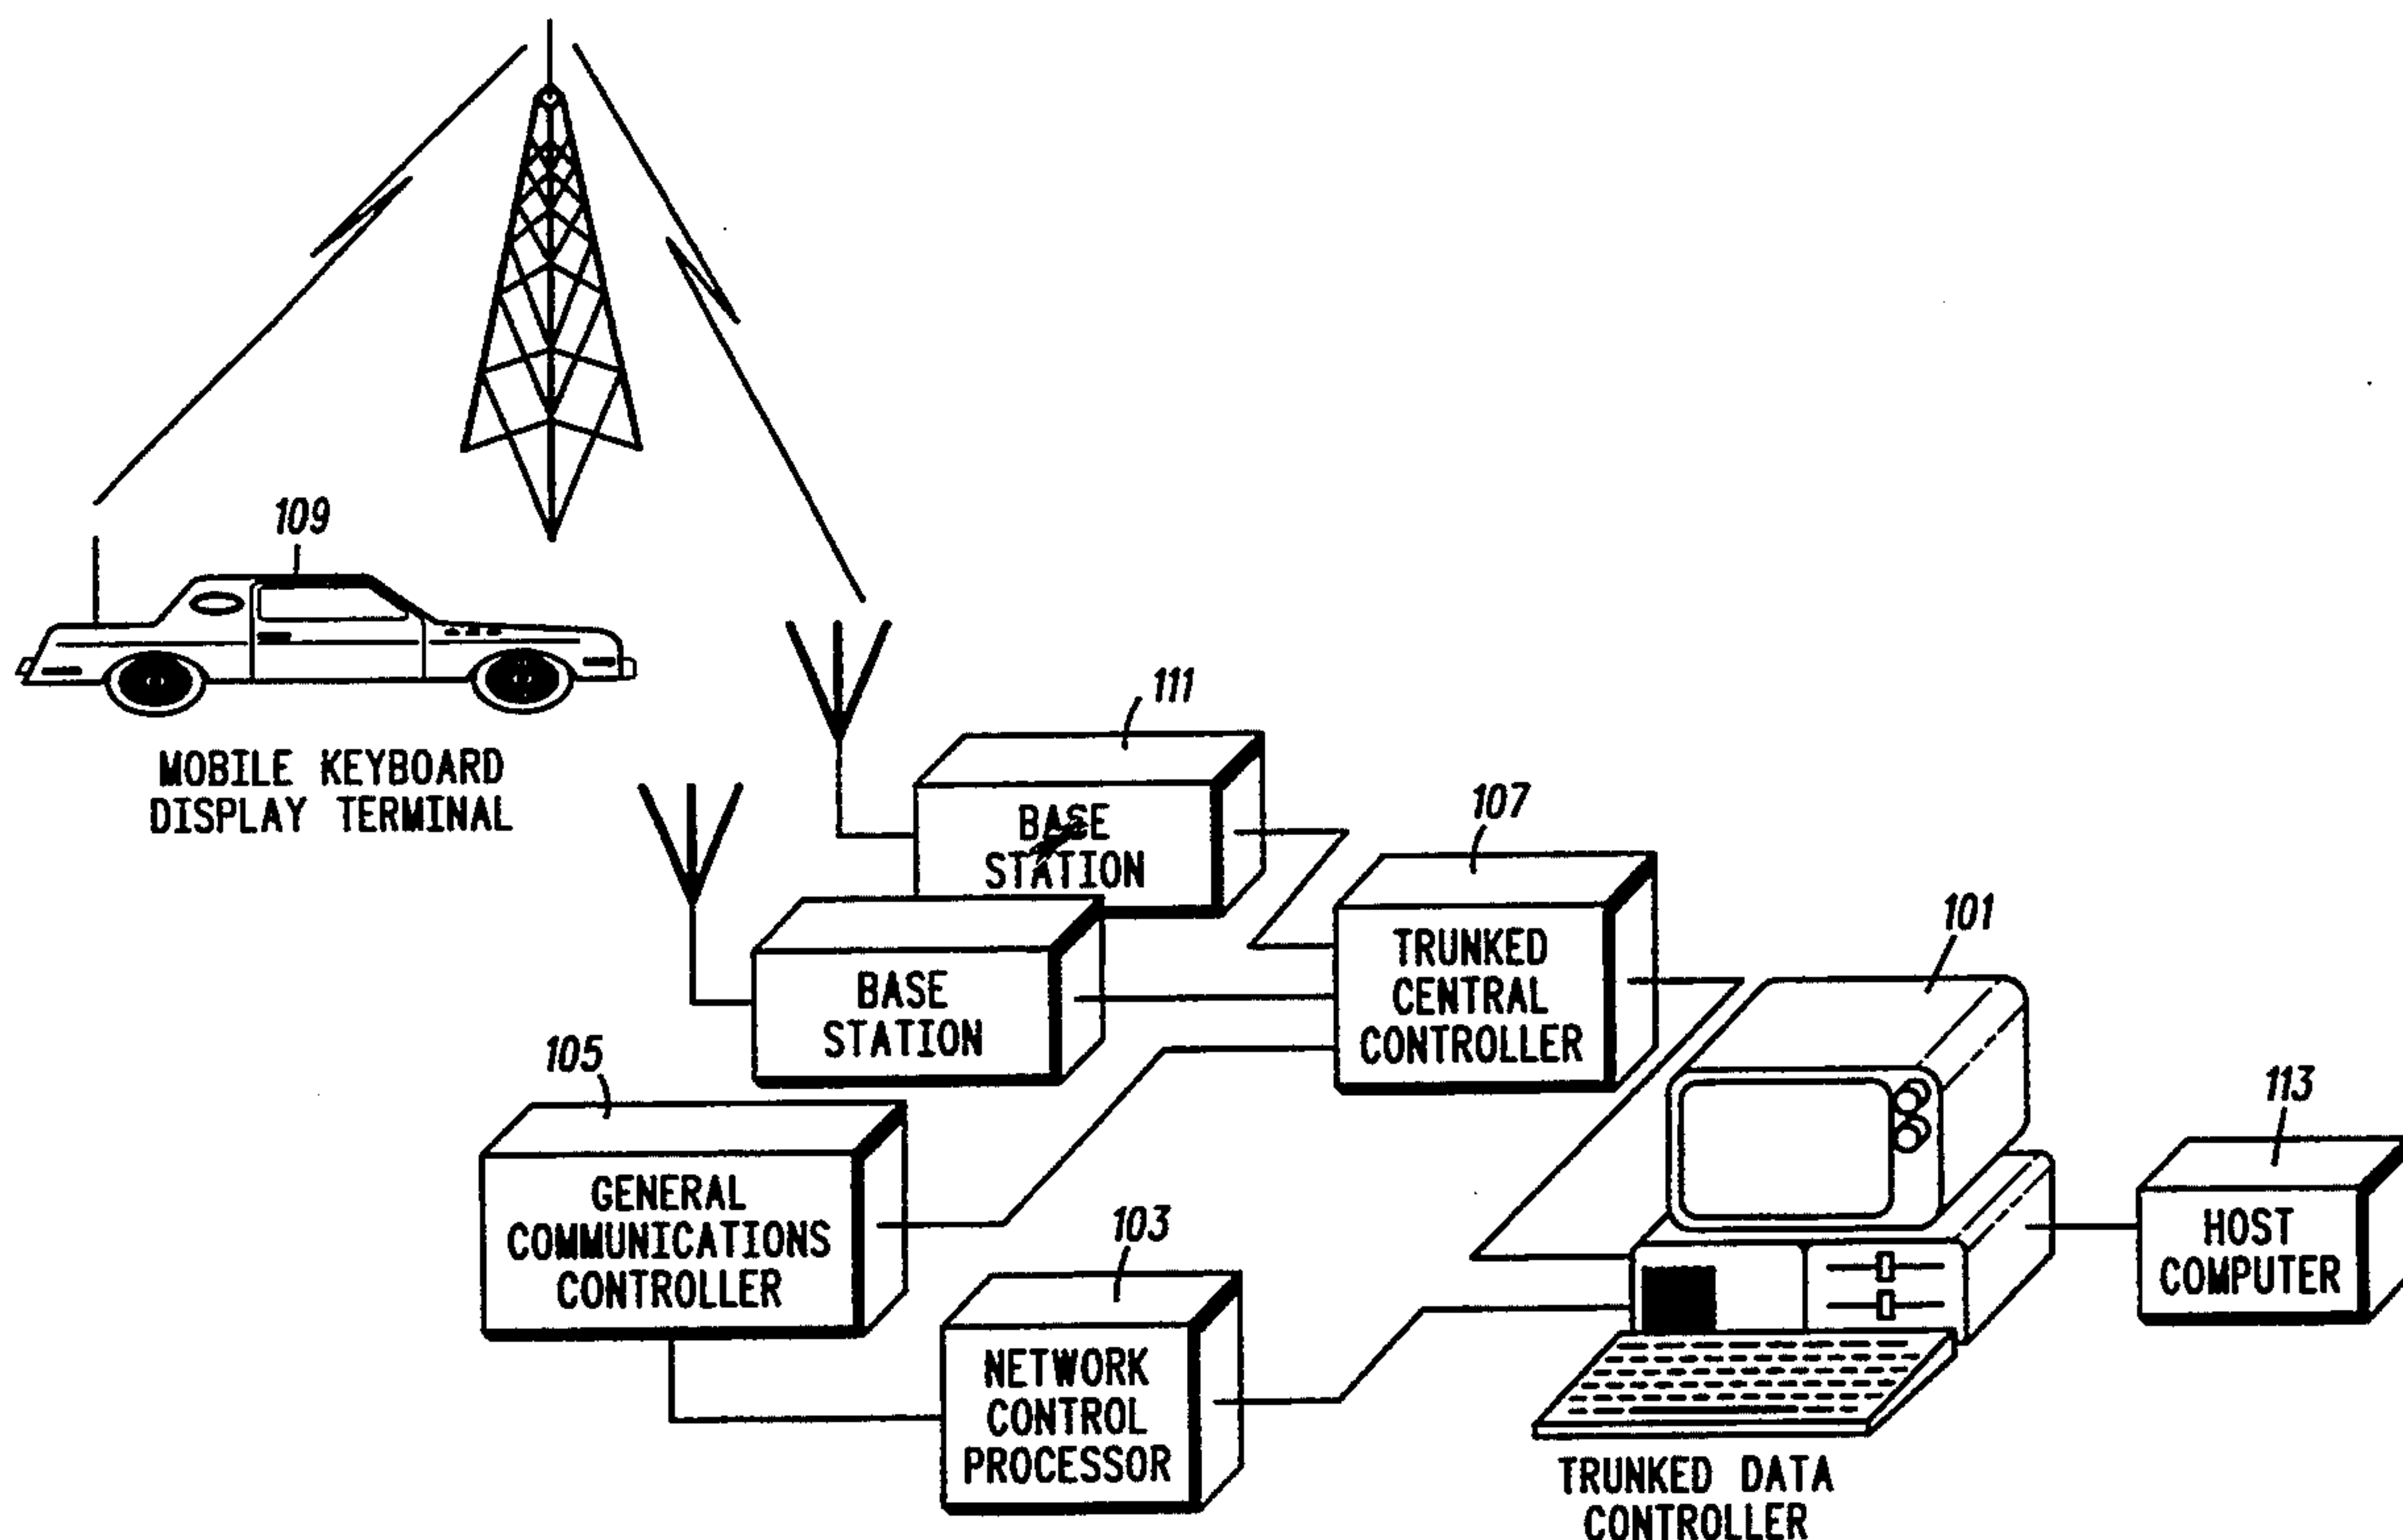 109
MOBILE KEYBOARD
DISPLAY TERMINAL
111
BASE
STATION
107
TRUNKED
CENTRAL
CONTROLLER
101
BASE
STATION
105
GENERAL
COMMUNICATIONS
CONTROLLER
103
NETWORK
CONTROL
PROCESSOR
113
HOST
COMPUTER
TRUNKED DATA
CONTROLLER